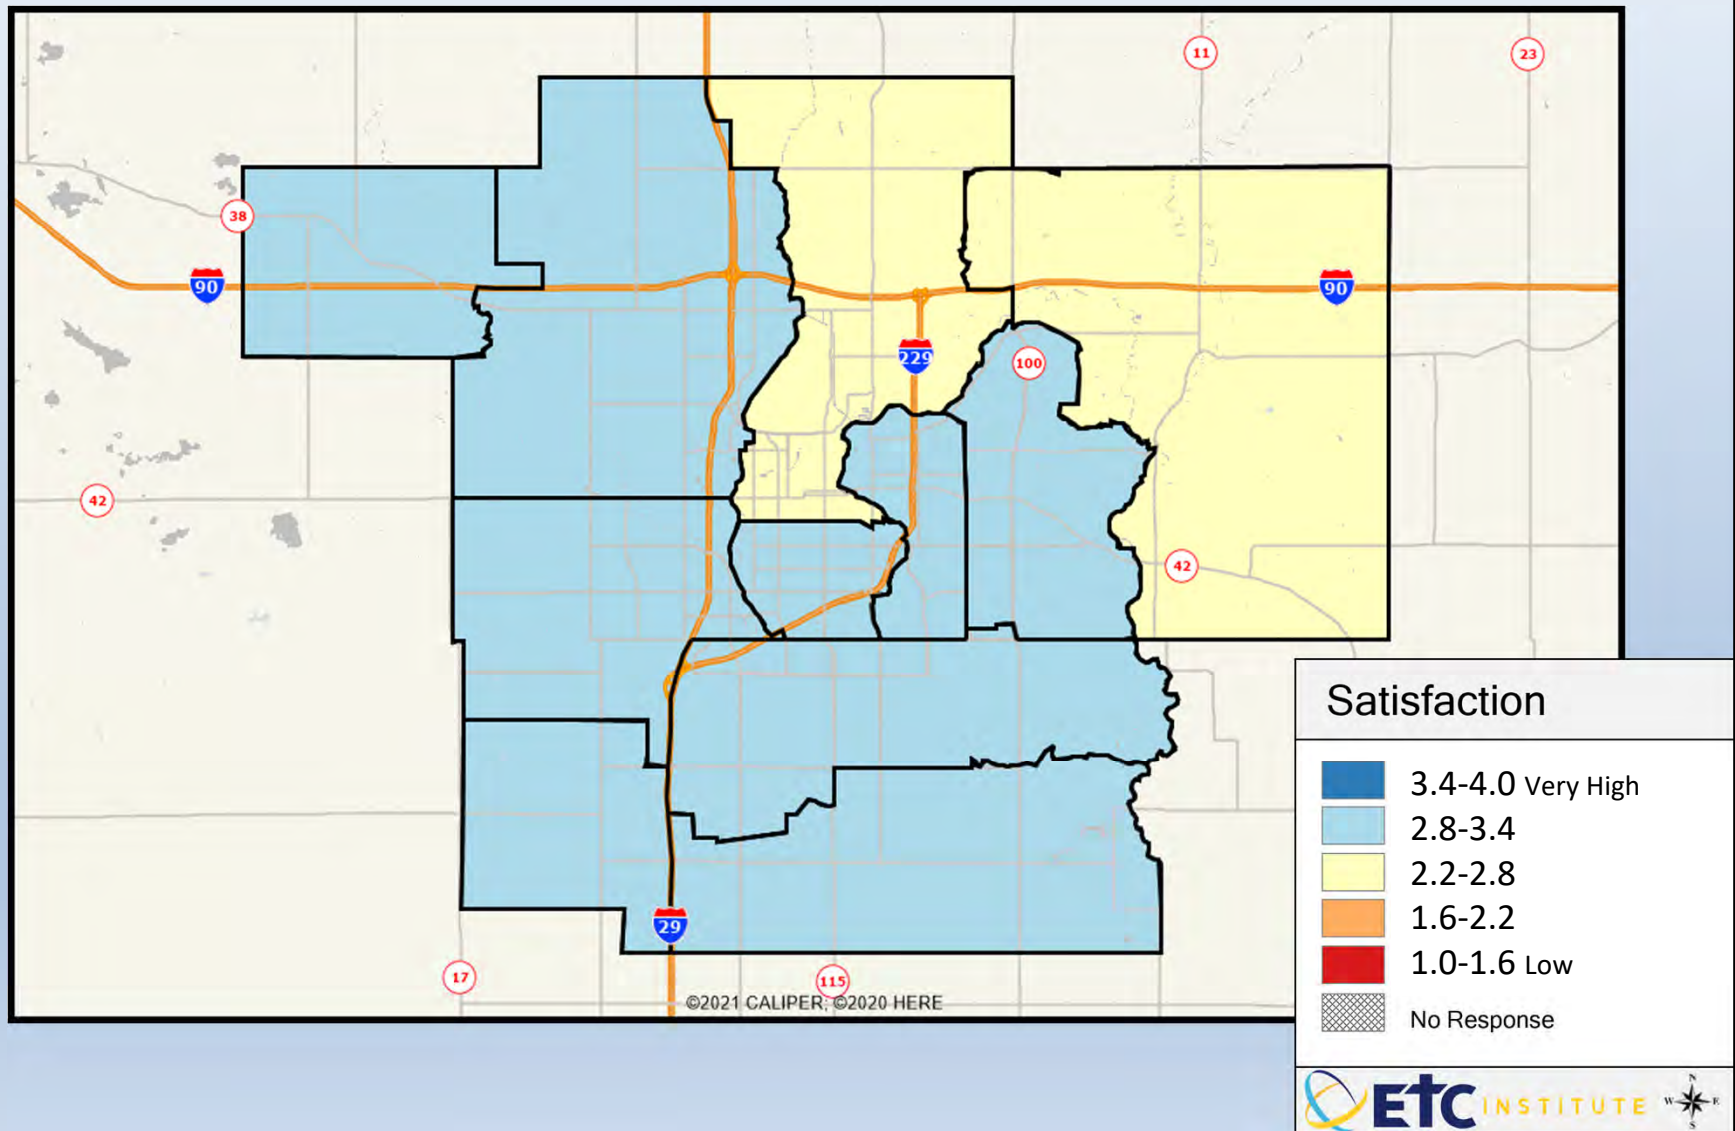 11
23
38
90
90
229
100
42
42
29
17
115
©2021 CALIPER; ©2020 HERE
Satisfaction
3.4-4.0 Very High
2.8-3.4
2.2-2.8
1.6-2.2
1.0-1.6 Low
No Response
ETC INSTITUTE
N
W E
S